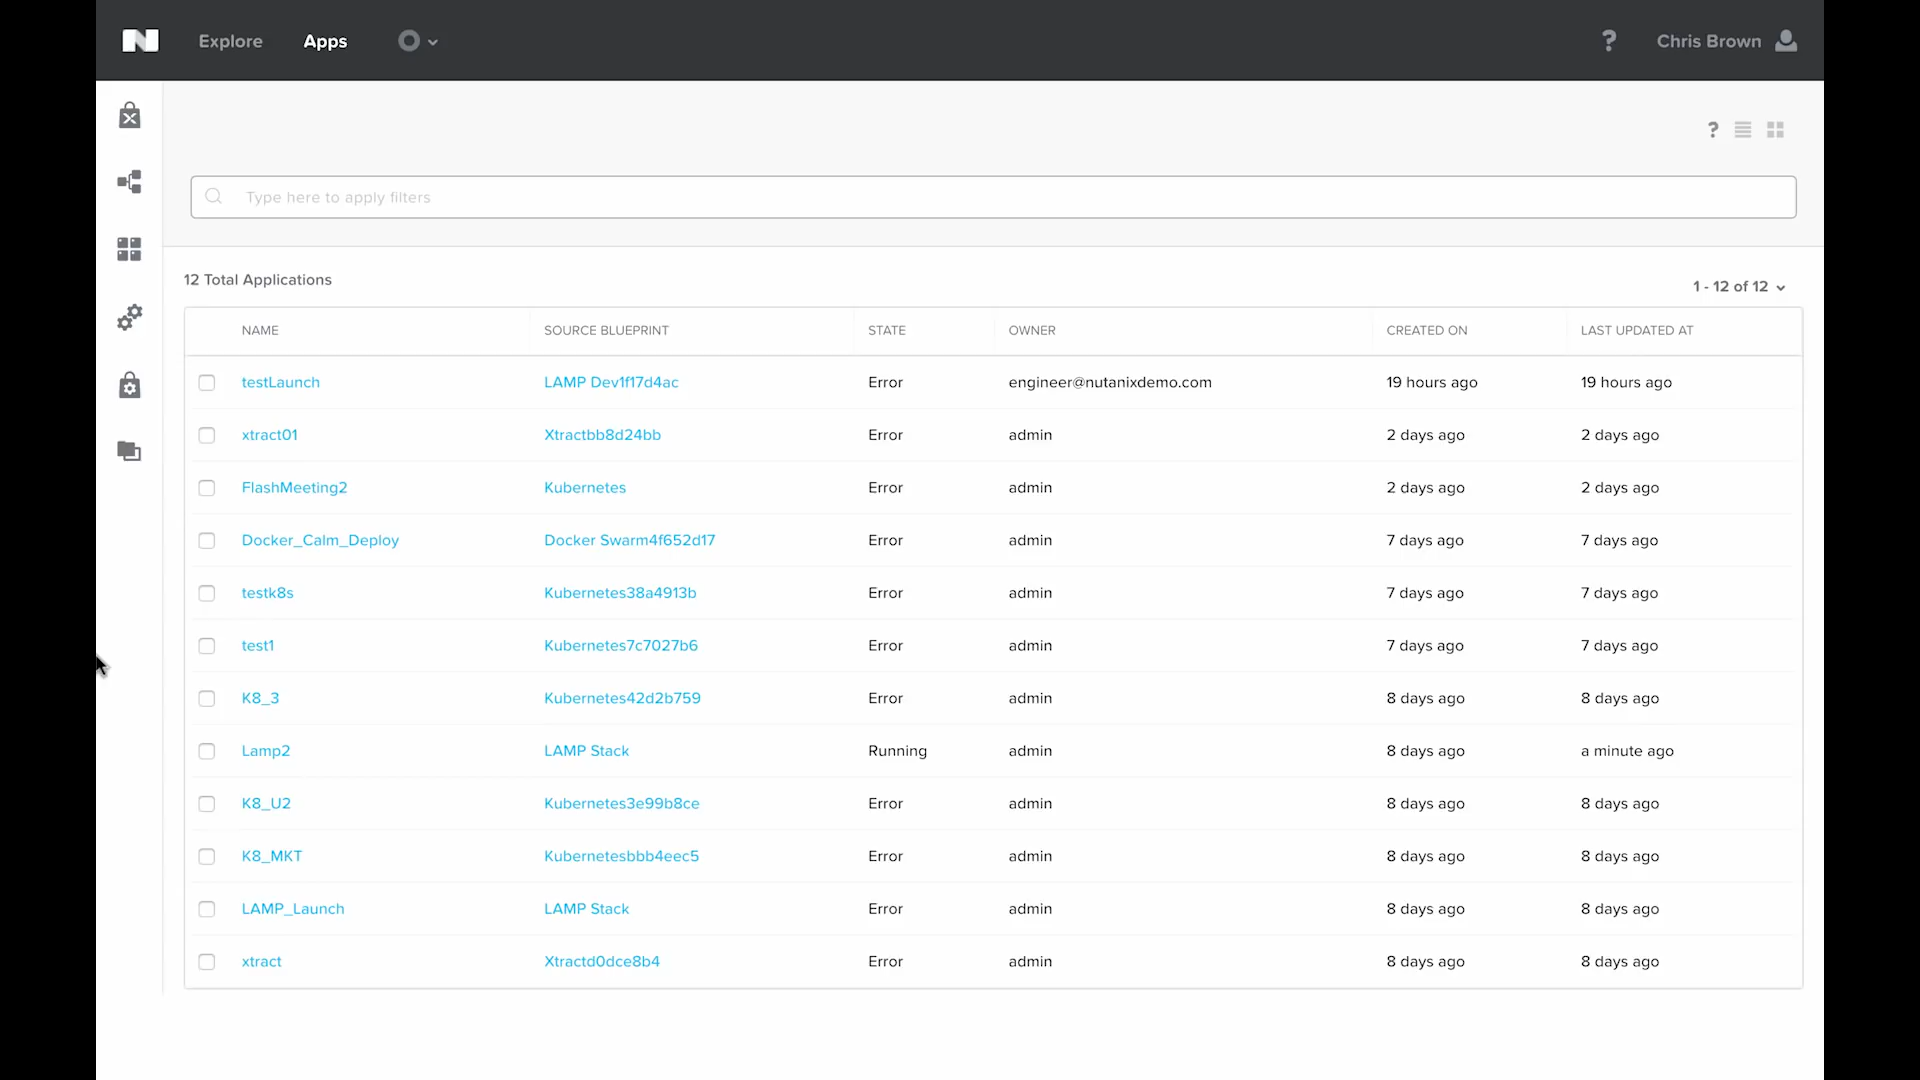 N Explore Apps ? Chris Brown
?
Type here to apply filters
12 Total Applications
1 - 12 of 12
NAME SOURCE BLUEPRINT STATE OWNER CREATED ON LAST UPDATED AT
testLaunch LAMP Dev1f17d4ac Error engineer@nutanixdemo.com 19 hours ago 19 hours ago
xtract01 Xtractbb8d24bb Error admin 2 days ago 2 days ago
FlashMeeting2 Kubernetes Error admin 2 days ago 2 days ago
Docker_Calm_Deploy Docker Swarm4f652d17 Error admin 7 days ago 7 days ago
testk8s Kubernetes38a4913b Error admin 7 days ago 7 days ago
test1 Kubernetes7c7027b6 Error admin 7 days ago 7 days ago
K8_3 Kubernetes42d2b759 Error admin 8 days ago 8 days ago
Lamp2 LAMP Stack Running admin 8 days ago a minute ago
K8_U2 Kubernetes3e99b8ce Error admin 8 days ago 8 days ago
K8_MKT Kubernetesbbb4eec5 Error admin 8 days ago 8 days ago
LAMP_Launch LAMP Stack Error admin 8 days ago 8 days ago
xtract Xtractd0dce8b4 Error admin 8 days ago 8 days ago